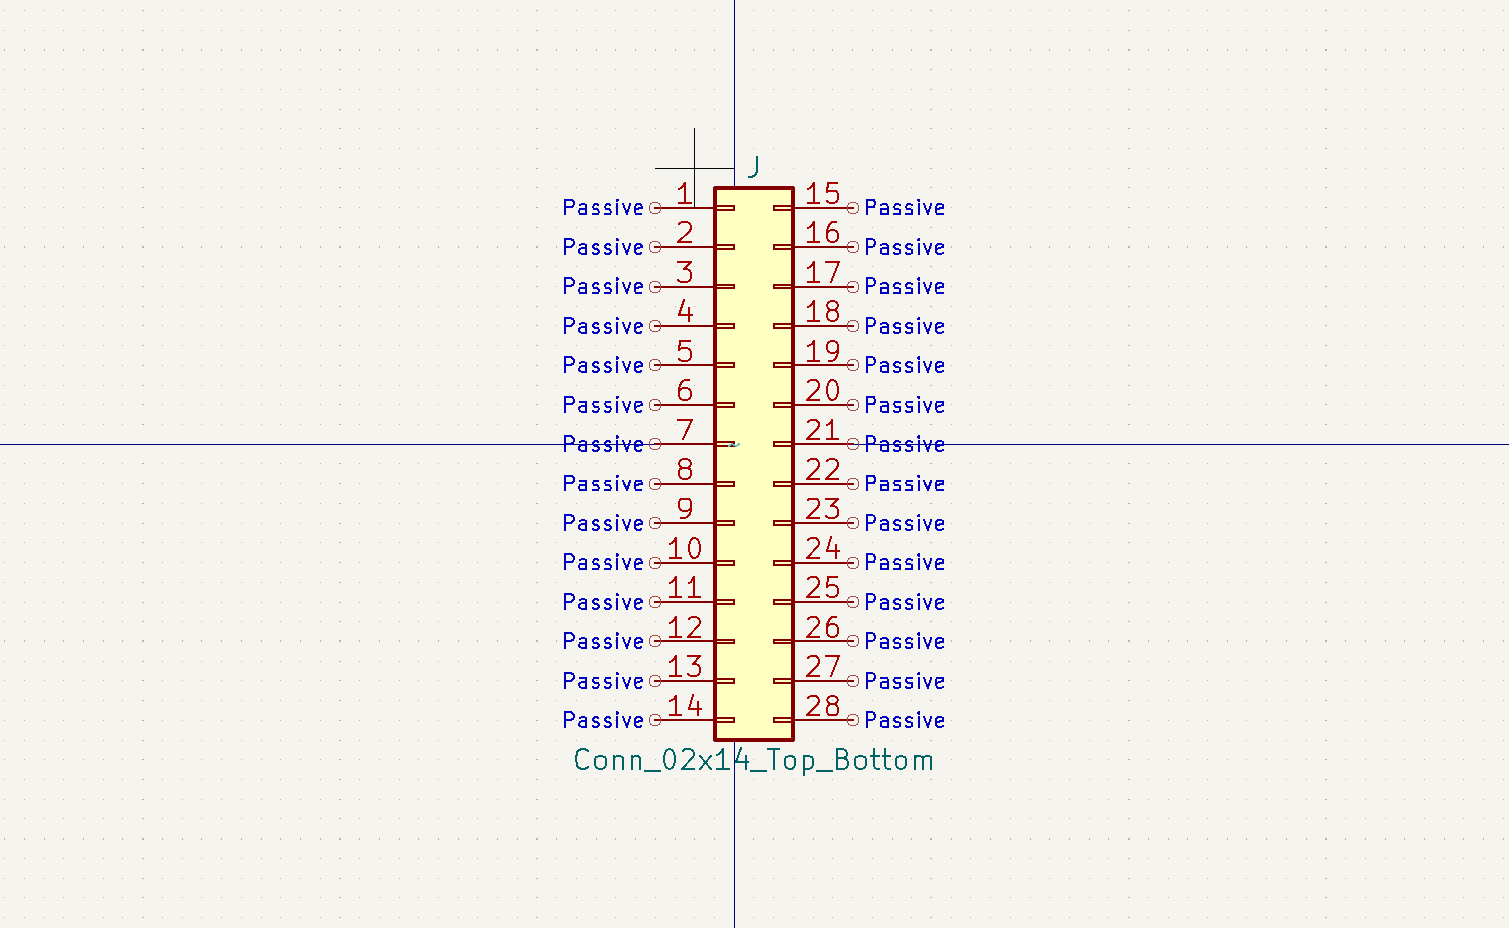 J
Passive 1 15 Passive
Passive 2 16 Passive
Passive 3 17 Passive
Passive 4 18 Passive
Passive 5 19 Passive
Passive 6 20 Passive
Passive 7 21 Passive
Passive 8 22 Passive
Passive 9 23 Passive
Passive 10 24 Passive
Passive 11 25 Passive
Passive 12 26 Passive
Passive 13 27 Passive
Passive 14 28 Passive
Conn_02x14_Top_Bottom